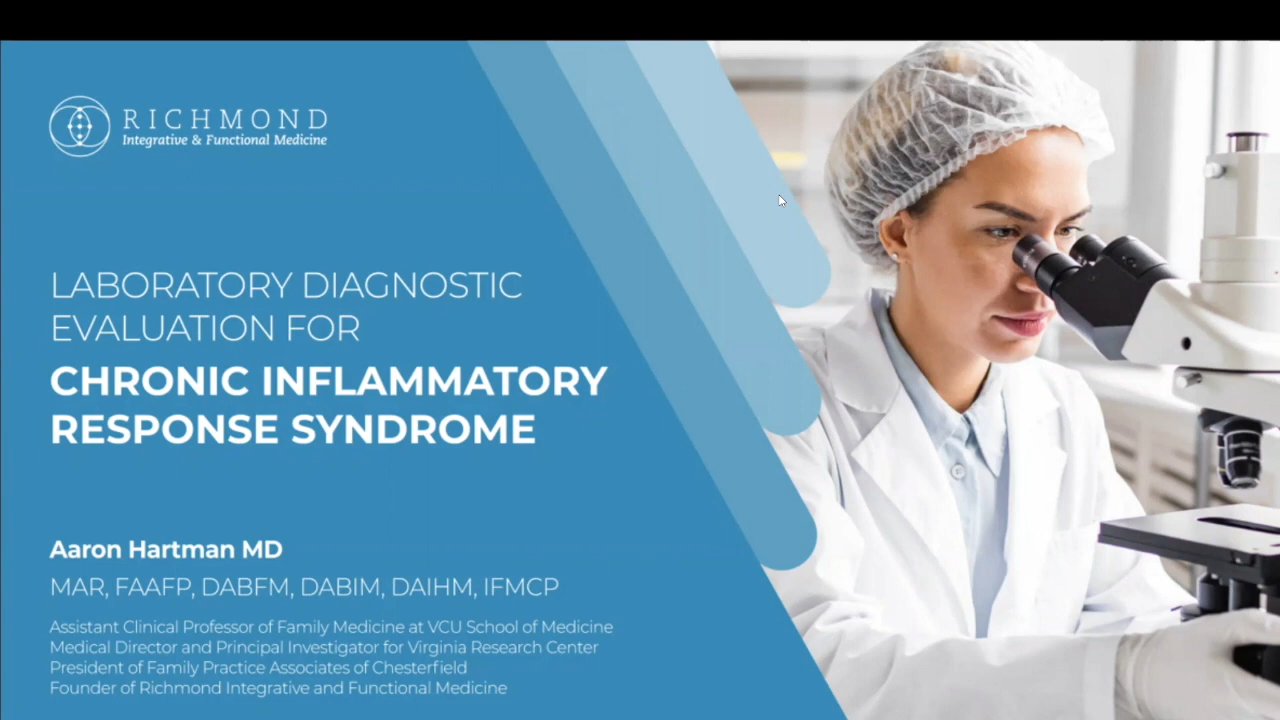 RICHMOND
Integrative & Functional Medicine
LABORATORY DIAGNOSTIC
EVALUATION FOR
CHRONIC INFLAMMATORY
RESPONSE SYNDROME
Aaron Hartman MD
MAR, FAAFP, DABFM, DABIM, DAIHM, IFMCP
Assistant Clinical Professor of Family Medicine at VCU School of Medicine
Medical Director and Principal Investigator for Virginia Research Center
President of Family Practice Associates of Chesterfield
Founder of Richmond Integrative and Functional Medicine